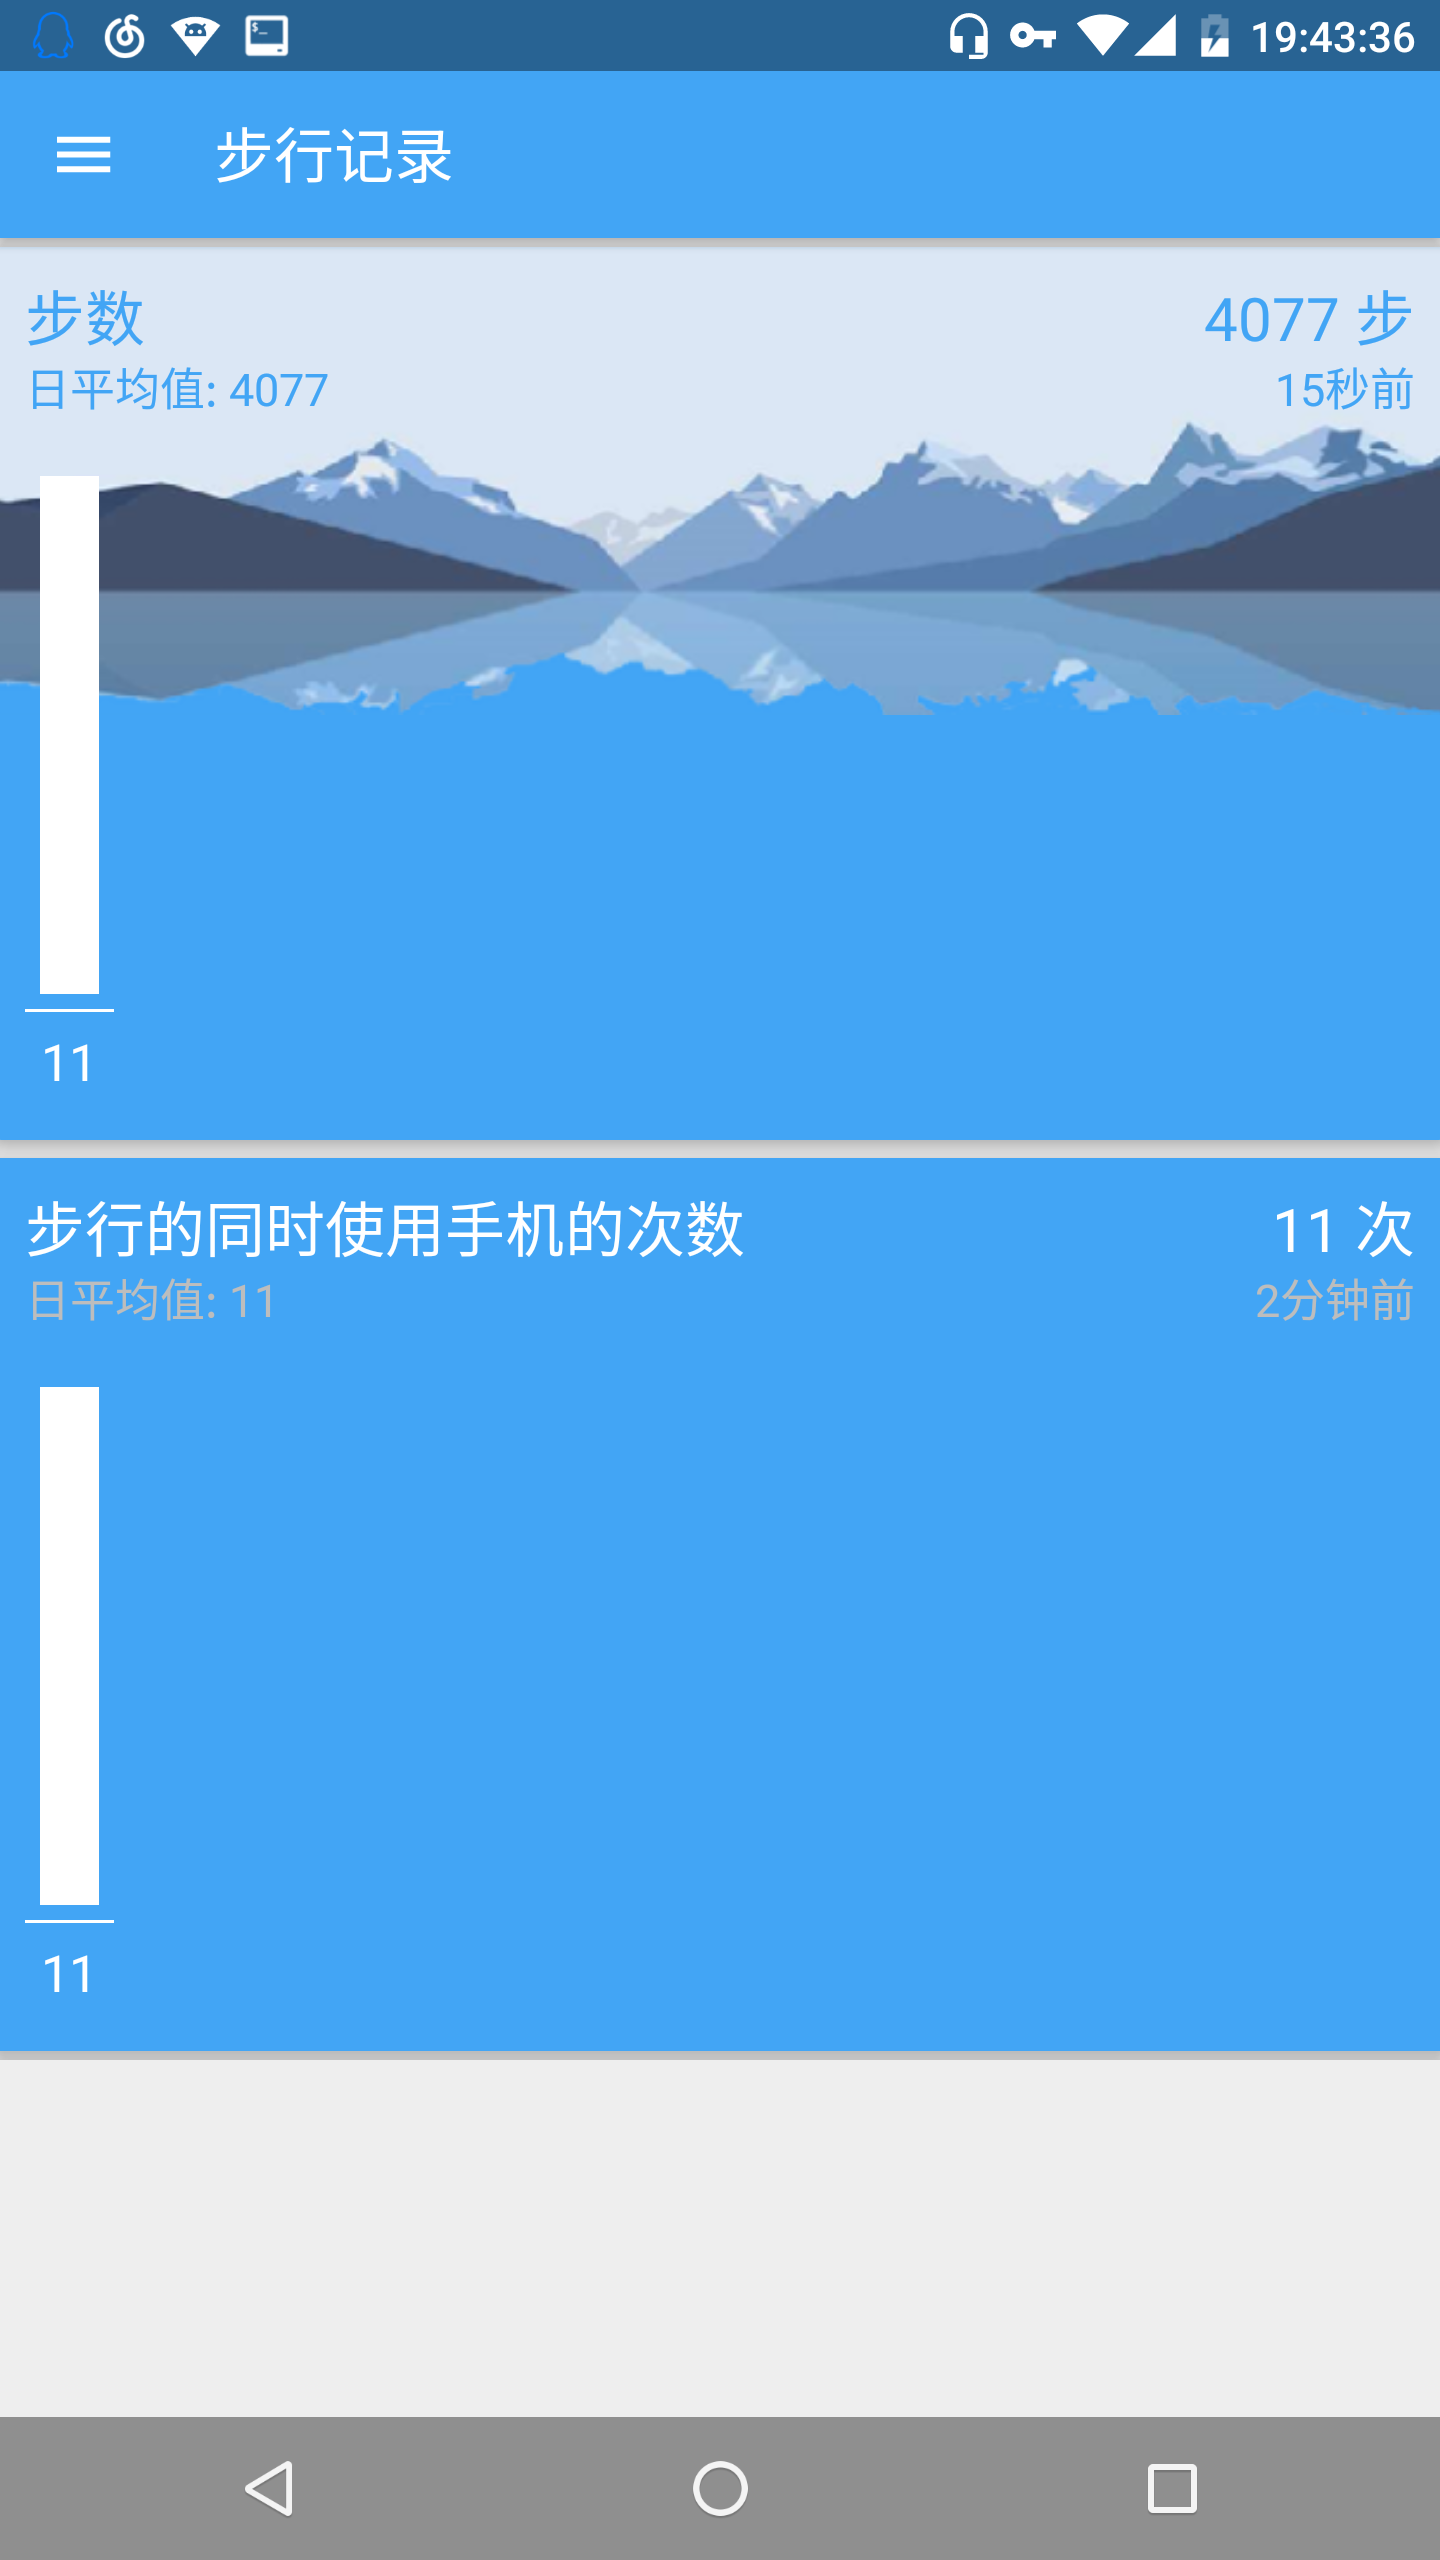 19:43:36
步行记录
步数
4077 步
日平均值: 4077
15秒前
11
步行的同时使用手机的次数
11 次
日平均值: 11
2分钟前
11